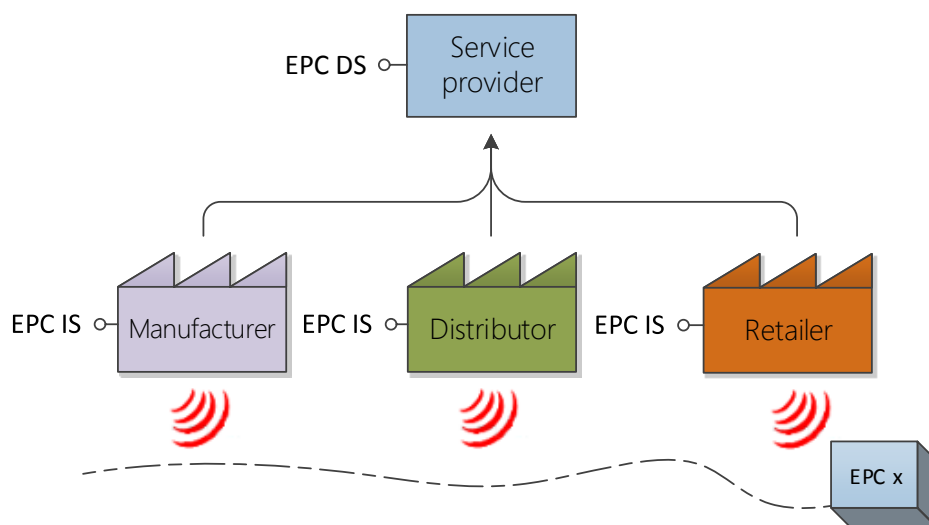 Service
provider
EPC DS
EPC IS
Manufacturer
EPC IS
Distributor
EPC IS
Retailer
EPC x